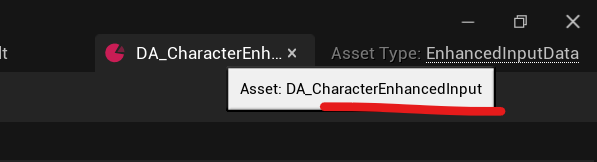 lt
DA_CharacterEnh...
Asset Type: EnhancedInputData
Asset: DA_CharacterEnhancedInput